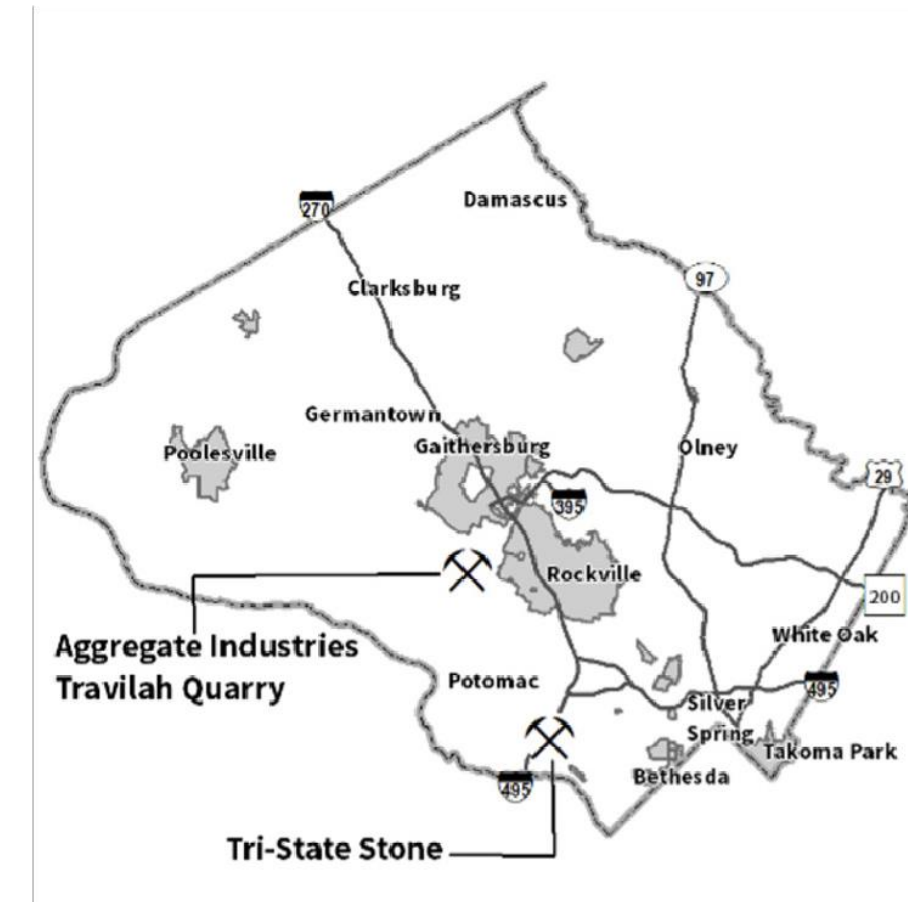 Damascus
270
97
Clarksburg
Germantown
Gaithersburg
Poolesville
Olney
29
395
Rockville
200
Aggregate Industries
Travilah Quarry
White Oak
Potomac
495
Silver
Spring
Takoma Park
Bethesda
495
Tri-State Stone